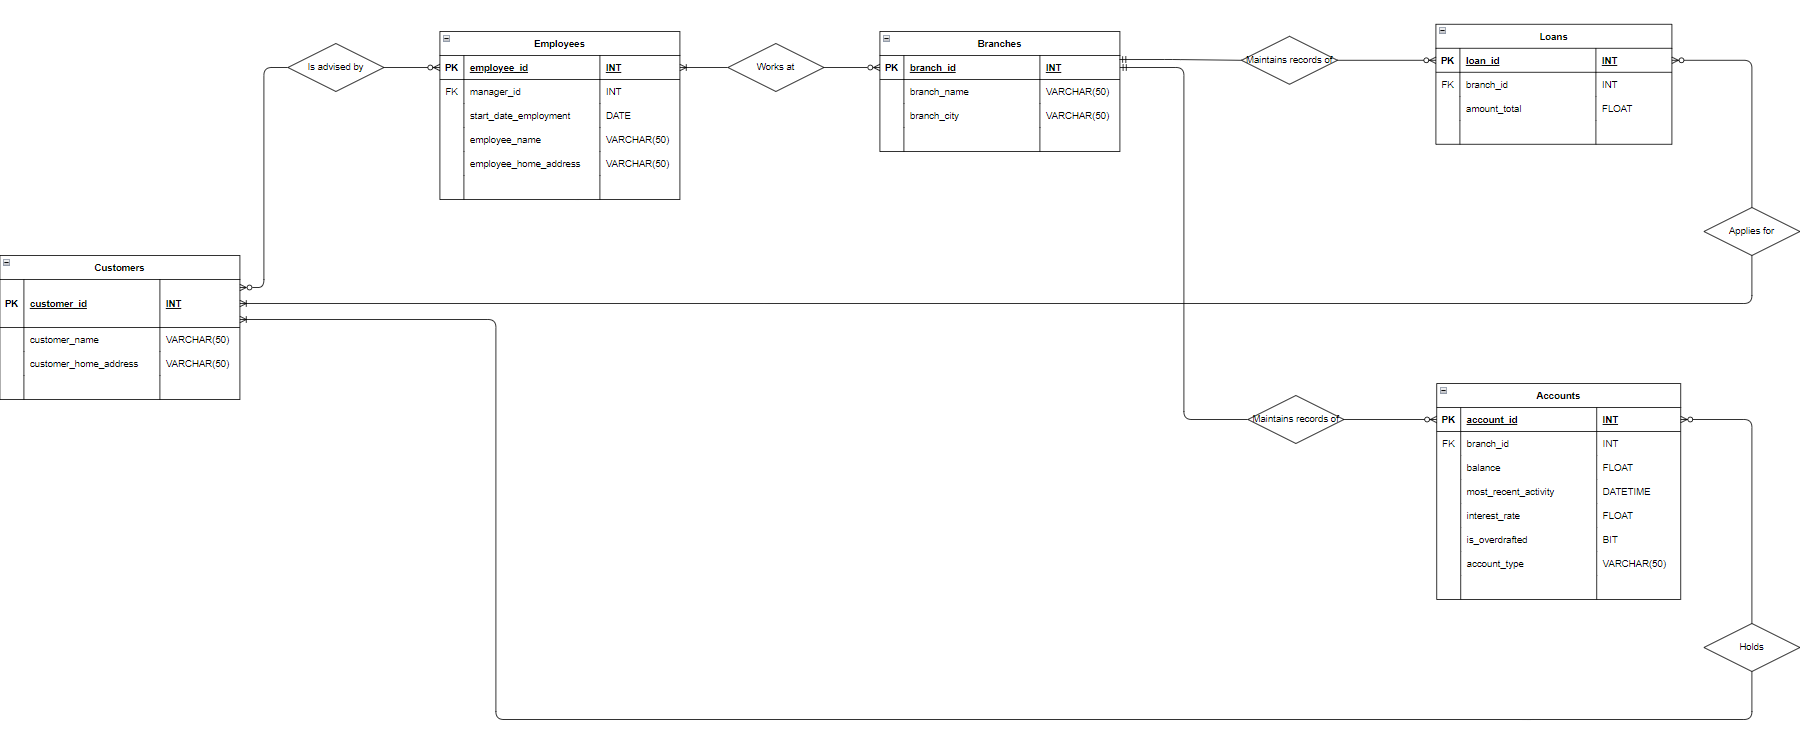 Is advised by
Employees
PK employee_id INT
FK manager_id INT
start_date_employment DATE
employee_name VARCHAR(50)
employee_home_address VARCHAR(50)
Works at
Branches
PK branch_id INT
branch_name VARCHAR(50)
branch_city VARCHAR(50)
Maintains records of
Loans
PK loan_id INT
FK branch_id INT
amount_total FLOAT
Applies for
Customers
PK customer_id INT
customer_name VARCHAR(50)
customer_home_address VARCHAR(50)
Maintains records of
Accounts
PK account_id INT
FK branch_id INT
balance FLOAT
most_recent_activity DATETIME
interest_rate FLOAT
is_overdrafted BIT
account_type VARCHAR(50)
Holds